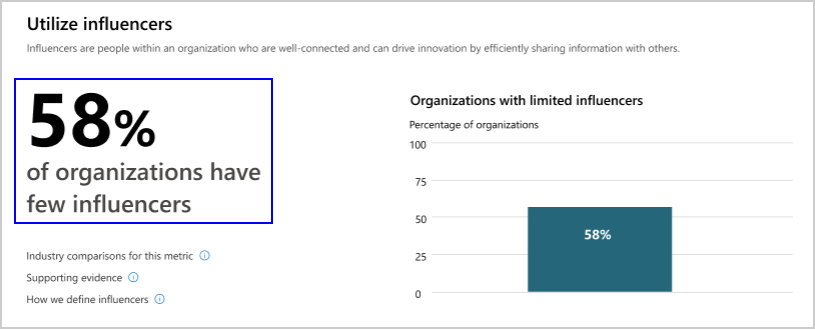 Utilize influencers
Influencers are people within an organization who are well-connected and can drive innovation by efficiently sharing information with others.
58%
of organizations have
few influencers
Industry comparisons for this metric
Supporting evidence
How we define influencers
Organizations with limited influencers
Percentage of organizations
100
75
50
25
0
58%